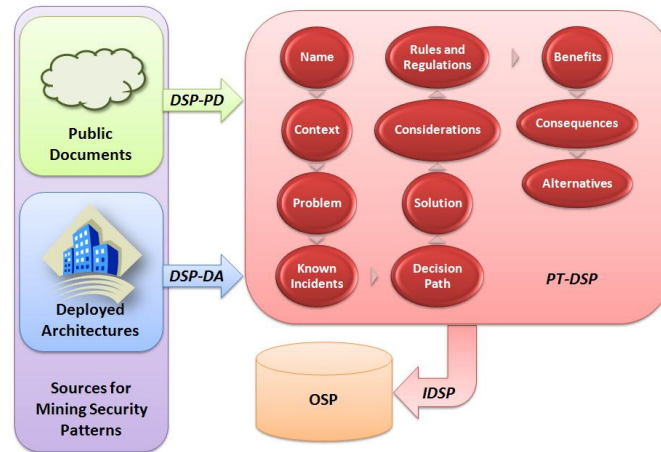 Public
Documents
DSP-PD
Deployed
Architectures
DSP-DA
Sources for
Mining Security
Patterns
Name
Context
Problem
Known
Incidents
Decision
Path
Solution
Considerations
Rules and
Regulations
Benefits
Consequences
Alternatives
PT-DSP
IDSP
OSP